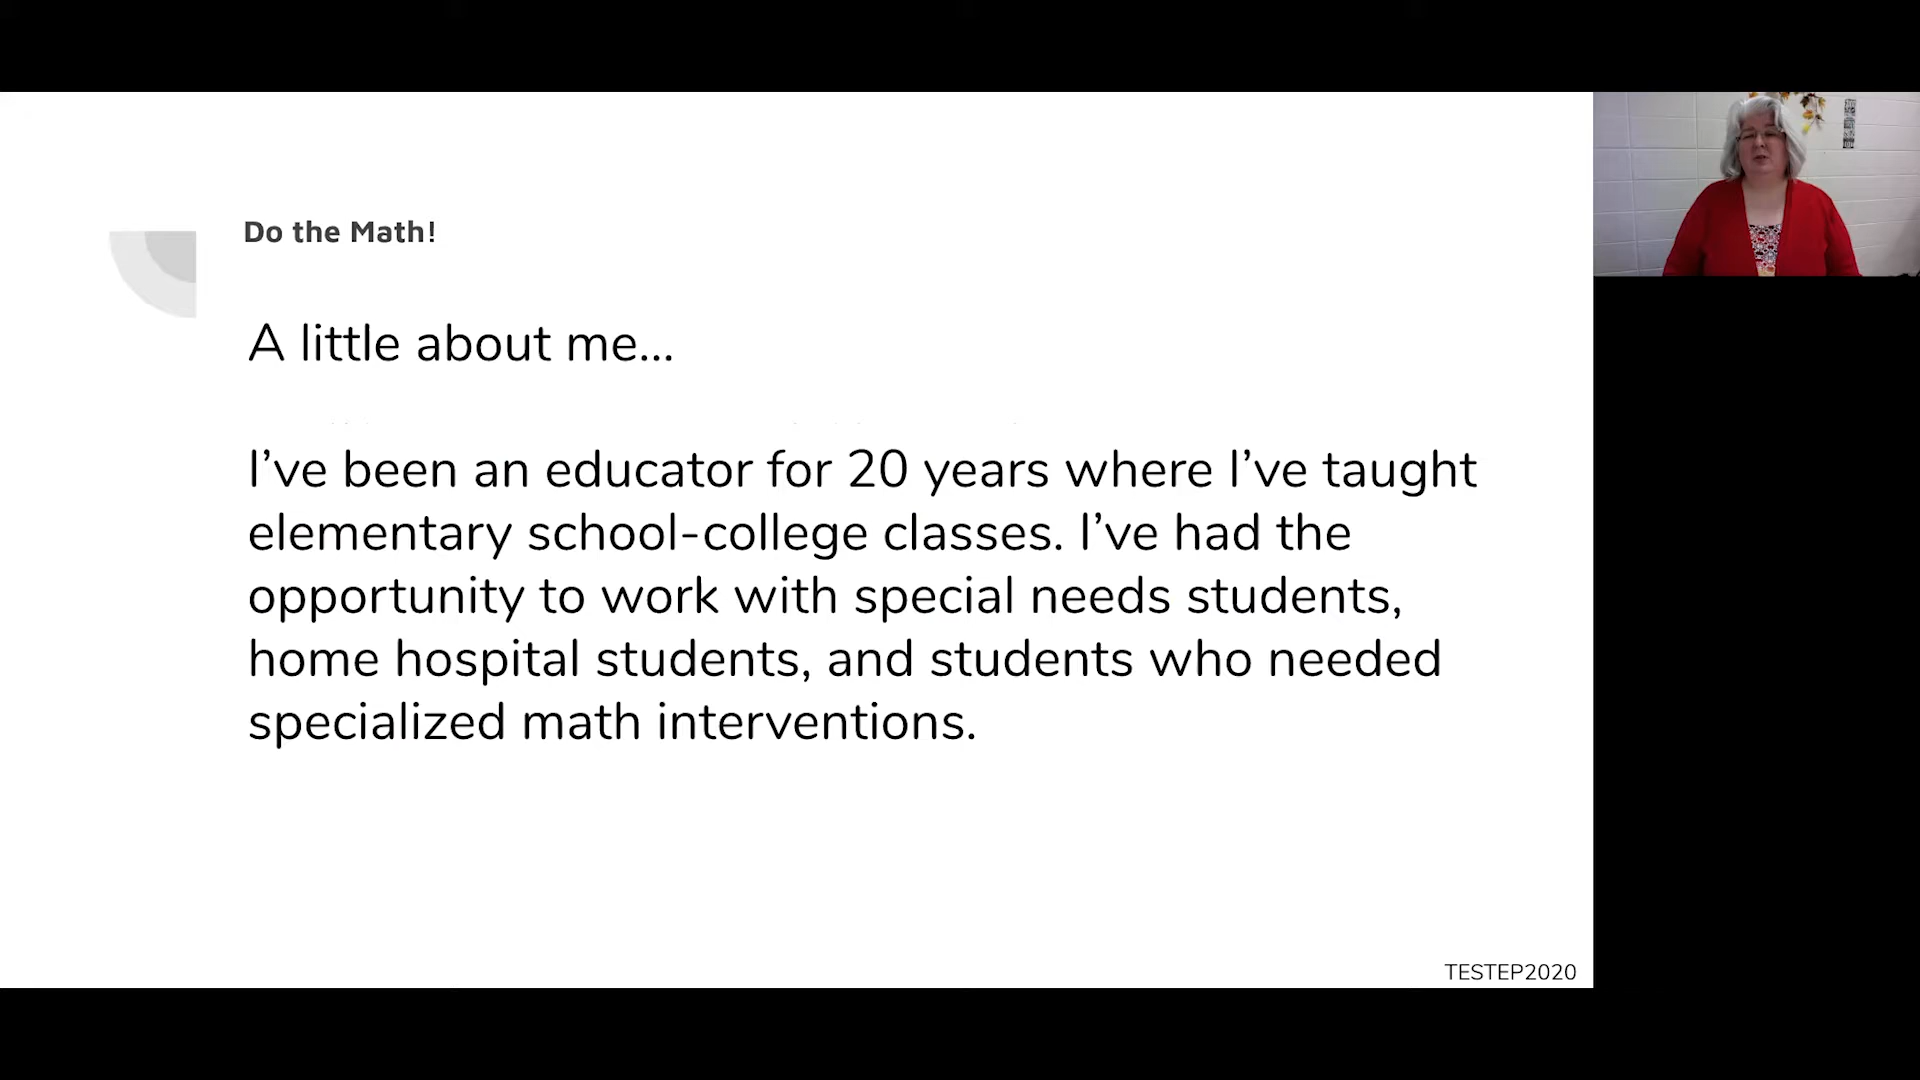 Do the Math!
A little about me...
I’ve been an educator for 20 years where I’ve taught
elementary school-college classes. I’ve had the
opportunity to work with special needs students,
home hospital students, and students who needed
specialized math interventions.
TESTEP2020